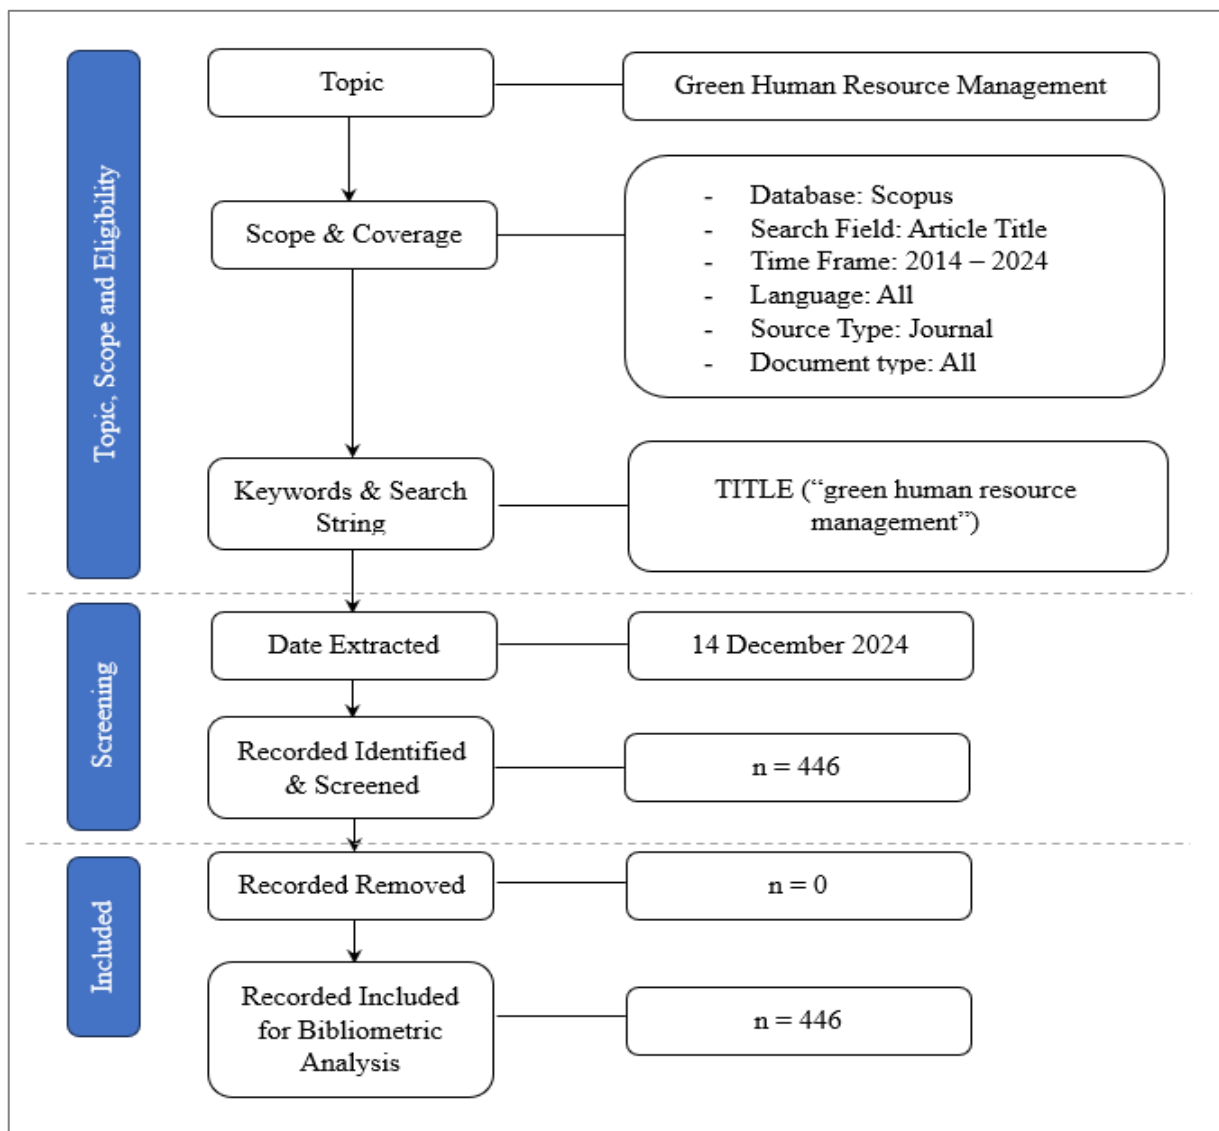 Topic, Scope and Eligibility
Topic
Green Human Resource Management
Scope & Coverage
- Database: Scopus
- Search Field: Article Title
- Time Frame: 2014 – 2024
- Language: All
- Source Type: Journal
- Document type: All
Keywords & Search
String
TITLE (“green human resource
management”)
Screening
Date Extracted
14 December 2024
Recorded Identified
& Screened
n = 446
Included
Recorded Removed
n = 0
Recorded Included
for Bibliometric
Analysis
n = 446